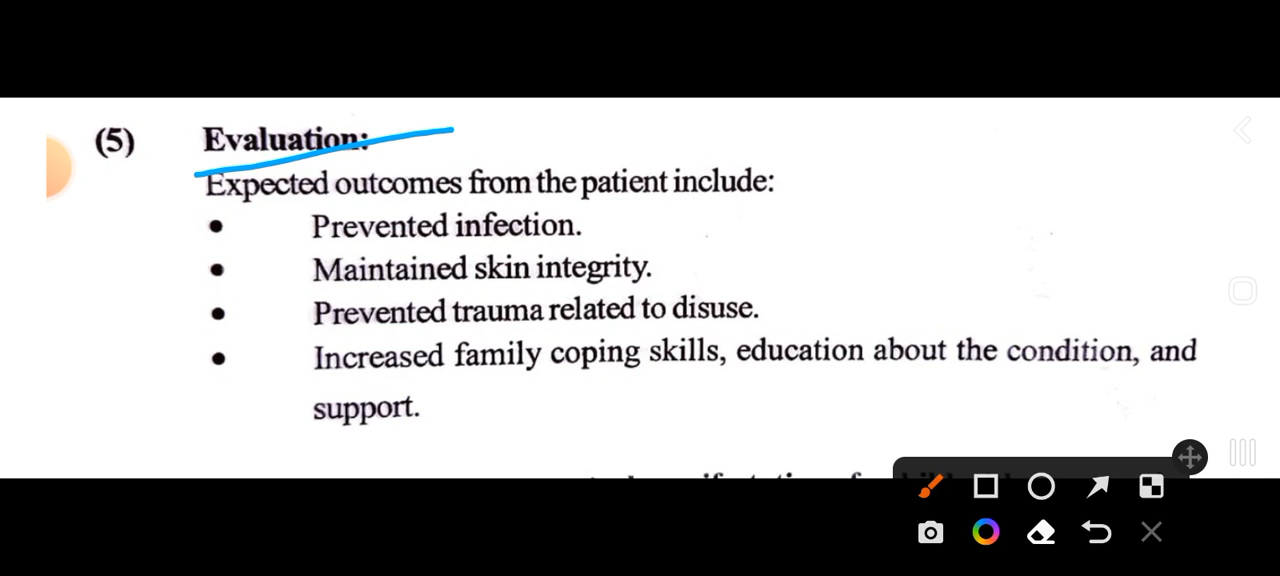 (5) Evaluation:
Expected outcomes from the patient include:
• Prevented infection.
• Maintained skin integrity.
• Prevented trauma related to disuse.
• Increased family coping skills, education about the condition, and
support.